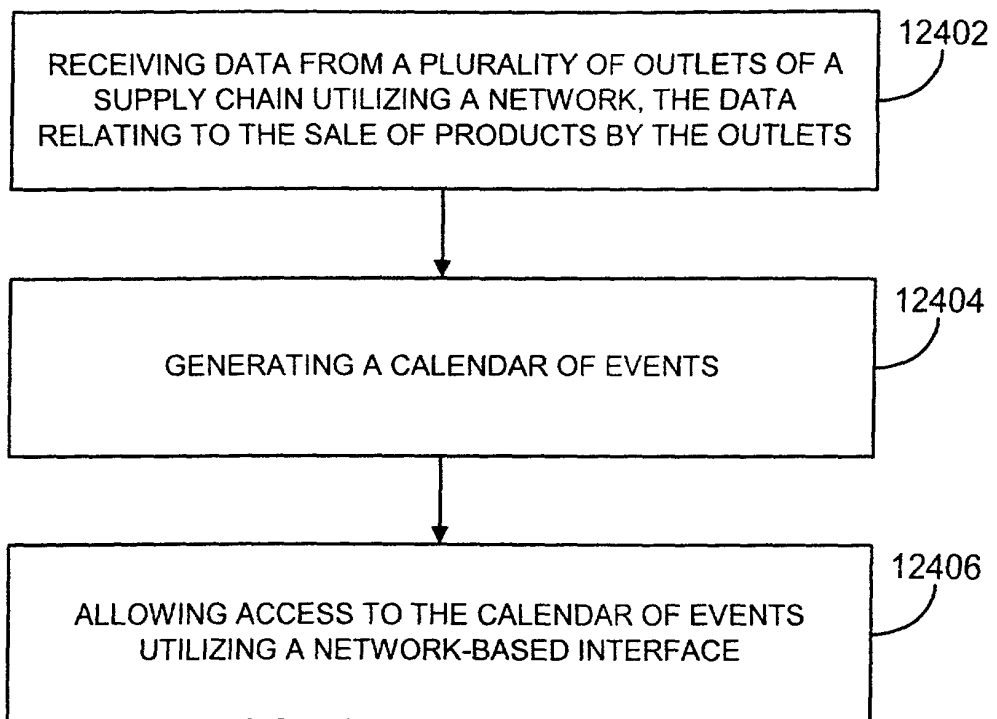 12402
RECEIVING DATA FROM A PLURALITY OF OUTLETS OF A
SUPPLY CHAIN UTILIZING A NETWORK, THE DATA
RELATING TO THE SALE OF PRODUCTS BY THE OUTLETS
12404
GENERATING A CALENDAR OF EVENTS
12406
ALLOWING ACCESS TO THE CALENDAR OF EVENTS
UTILIZING A NETWORK-BASED INTERFACE